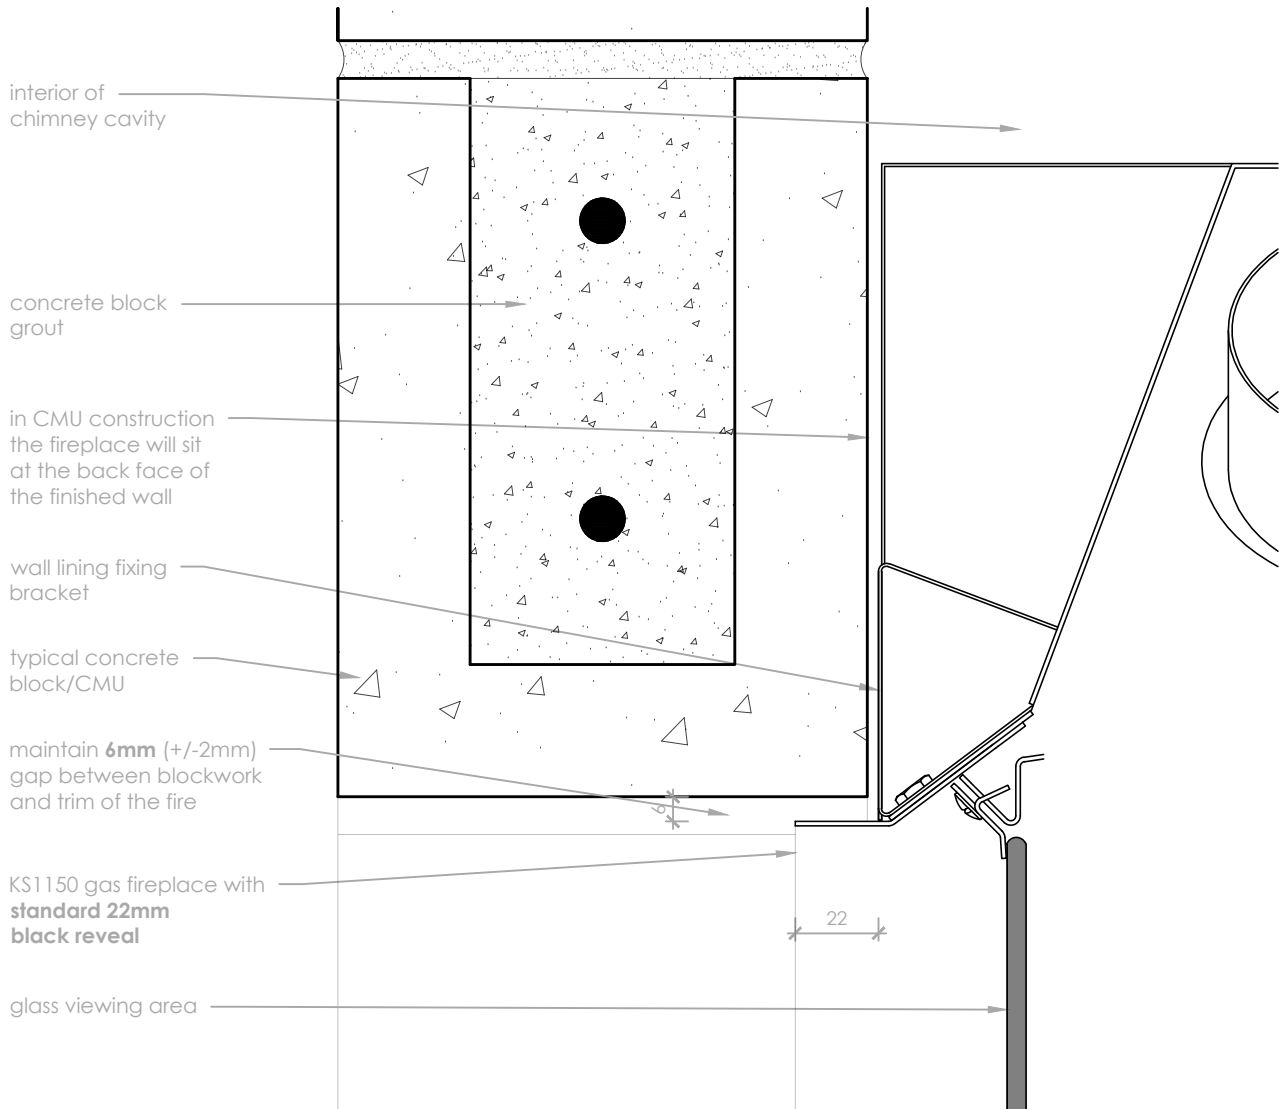 interior of
chimney cavity
concrete block
grout
in CMU construction
the fireplace will sit
at the back face of
the finished wall
wall lining fixing
bracket
typical concrete
block/CMU
maintain 6mm (+/-2mm)
gap between blockwork
and trim of the fire
6
KS1150 gas fireplace with
standard 22mm
black reveal
22
glass viewing area